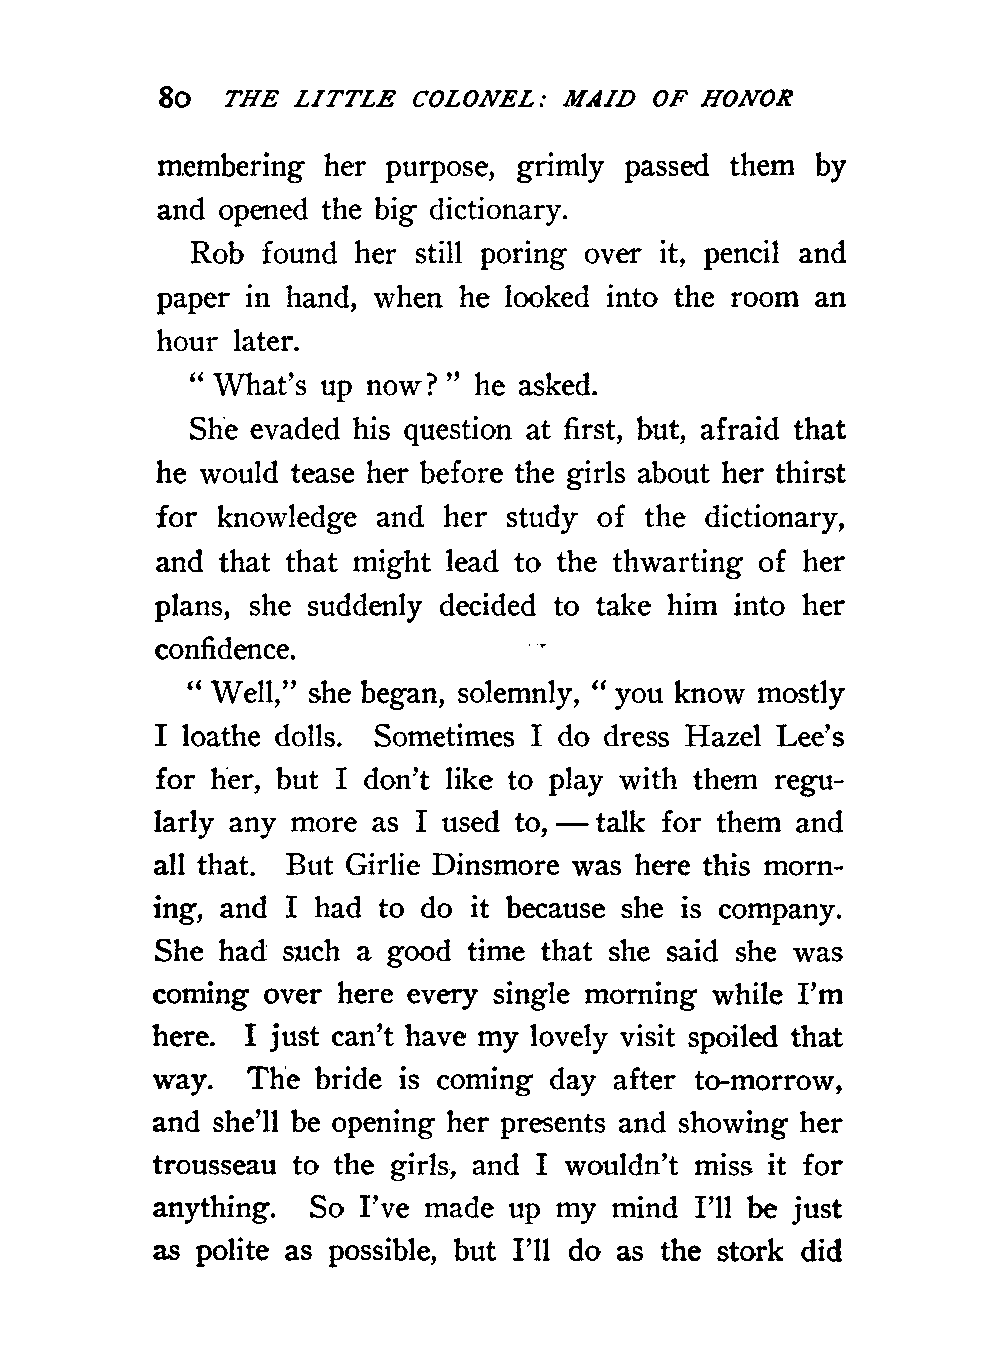 80 THE LITTLE COLONEL: MAID OF HONOR
membering her purpose, grimly passed them by
and opened the big dictionary.
Rob found her still poring over it, pencil and
paper in hand, when he looked into the room an
hour later.
“ What’s up now? ” he asked.
She evaded his question at first, but, afraid that
he would tease her before the girls about her thirst
for knowledge and her study of the dictionary,
and that that might lead to the thwarting of her
plans, she suddenly decided to take him into her
confidence.
“ Well,” she began, solemnly, “ you know mostly
I loathe dolls. Sometimes I do dress Hazel Lee’s
for her, but I don’t like to play with them regu-
larly any more as I used to, — talk for them and
all that. But Girlie Dinsmore was here this morn-
ing, and I had to do it because she is company.
She had such a good time that she said she was
coming over here every single morning while I’m
here. I just can’t have my lovely visit spoiled that
way. The bride is coming day after to-morrow,
and she’ll be opening her presents and showing her
trousseau to the girls, and I wouldn’t miss it for
anything. So I’ve made up my mind I’ll be just
as polite as possible, but I’ll do as the stork did